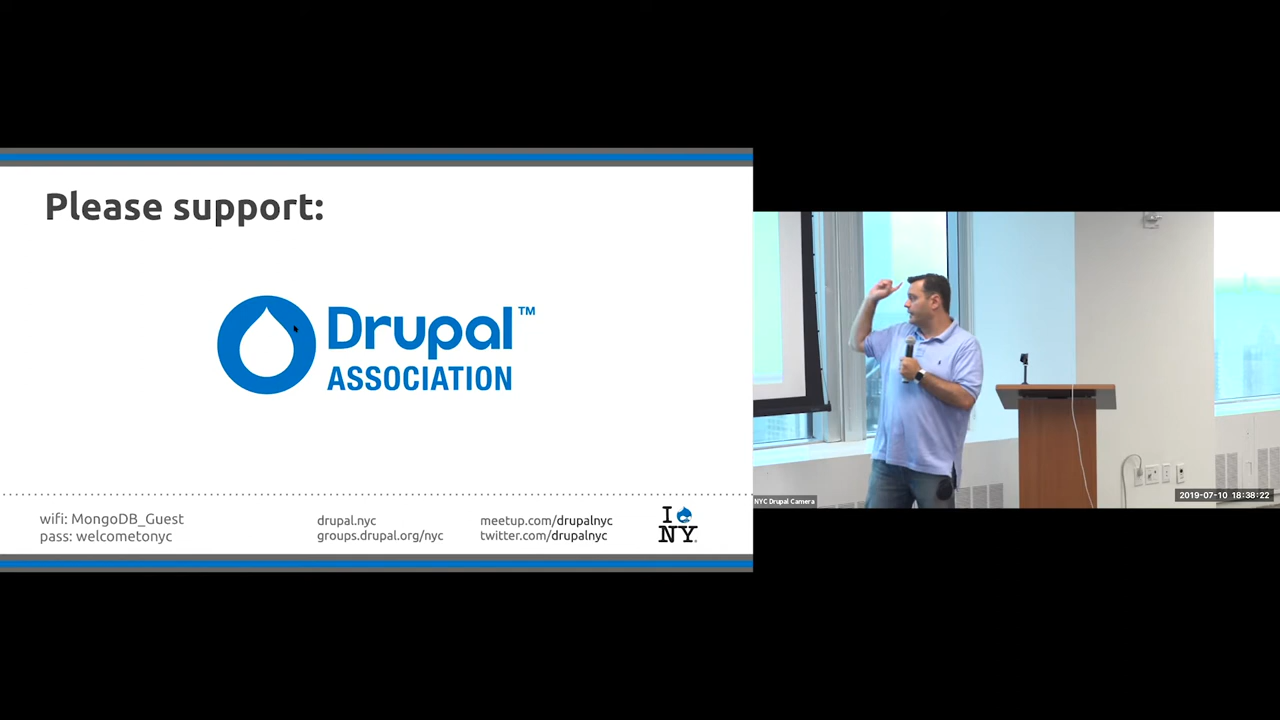 Please support:
Drupal™
ASSOCIATION
wifi: MongoDB_Guest
pass: welcometonyc
drupal.nyc
groups.drupal.org/nyc
meetup.com/drupalnyc
twitter.com/drupalnyc
I
NY®
NYC Drupal Camera
2019-07-10 18:38:22